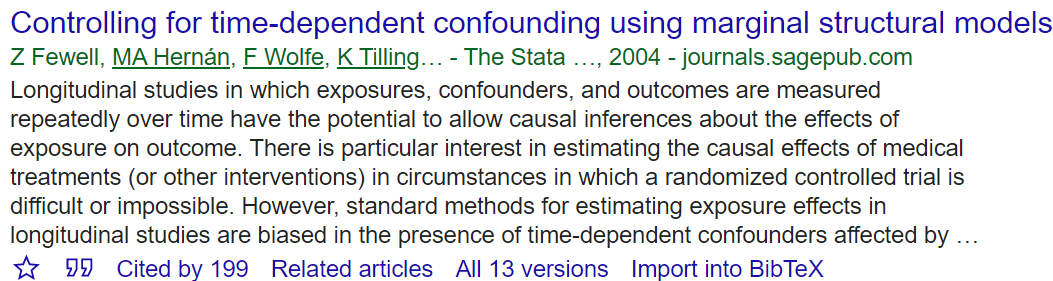 Controlling for time-dependent confounding using marginal structural models
Z Fewell, MA Hernán, F Wolfe, K Tilling… - The Stata …, 2004 - journals.sagepub.com
Longitudinal studies in which exposures, confounders, and outcomes are measured
repeatedly over time have the potential to allow causal inferences about the effects of
exposure on outcome. There is particular interest in estimating the causal effects of medical
treatments (or other interventions) in circumstances in which a randomized controlled trial is
difficult or impossible. However, standard methods for estimating exposure effects in
longitudinal studies are biased in the presence of time-dependent confounders affected by …
Cited by 199 Related articles All 13 versions Import into BibTeX